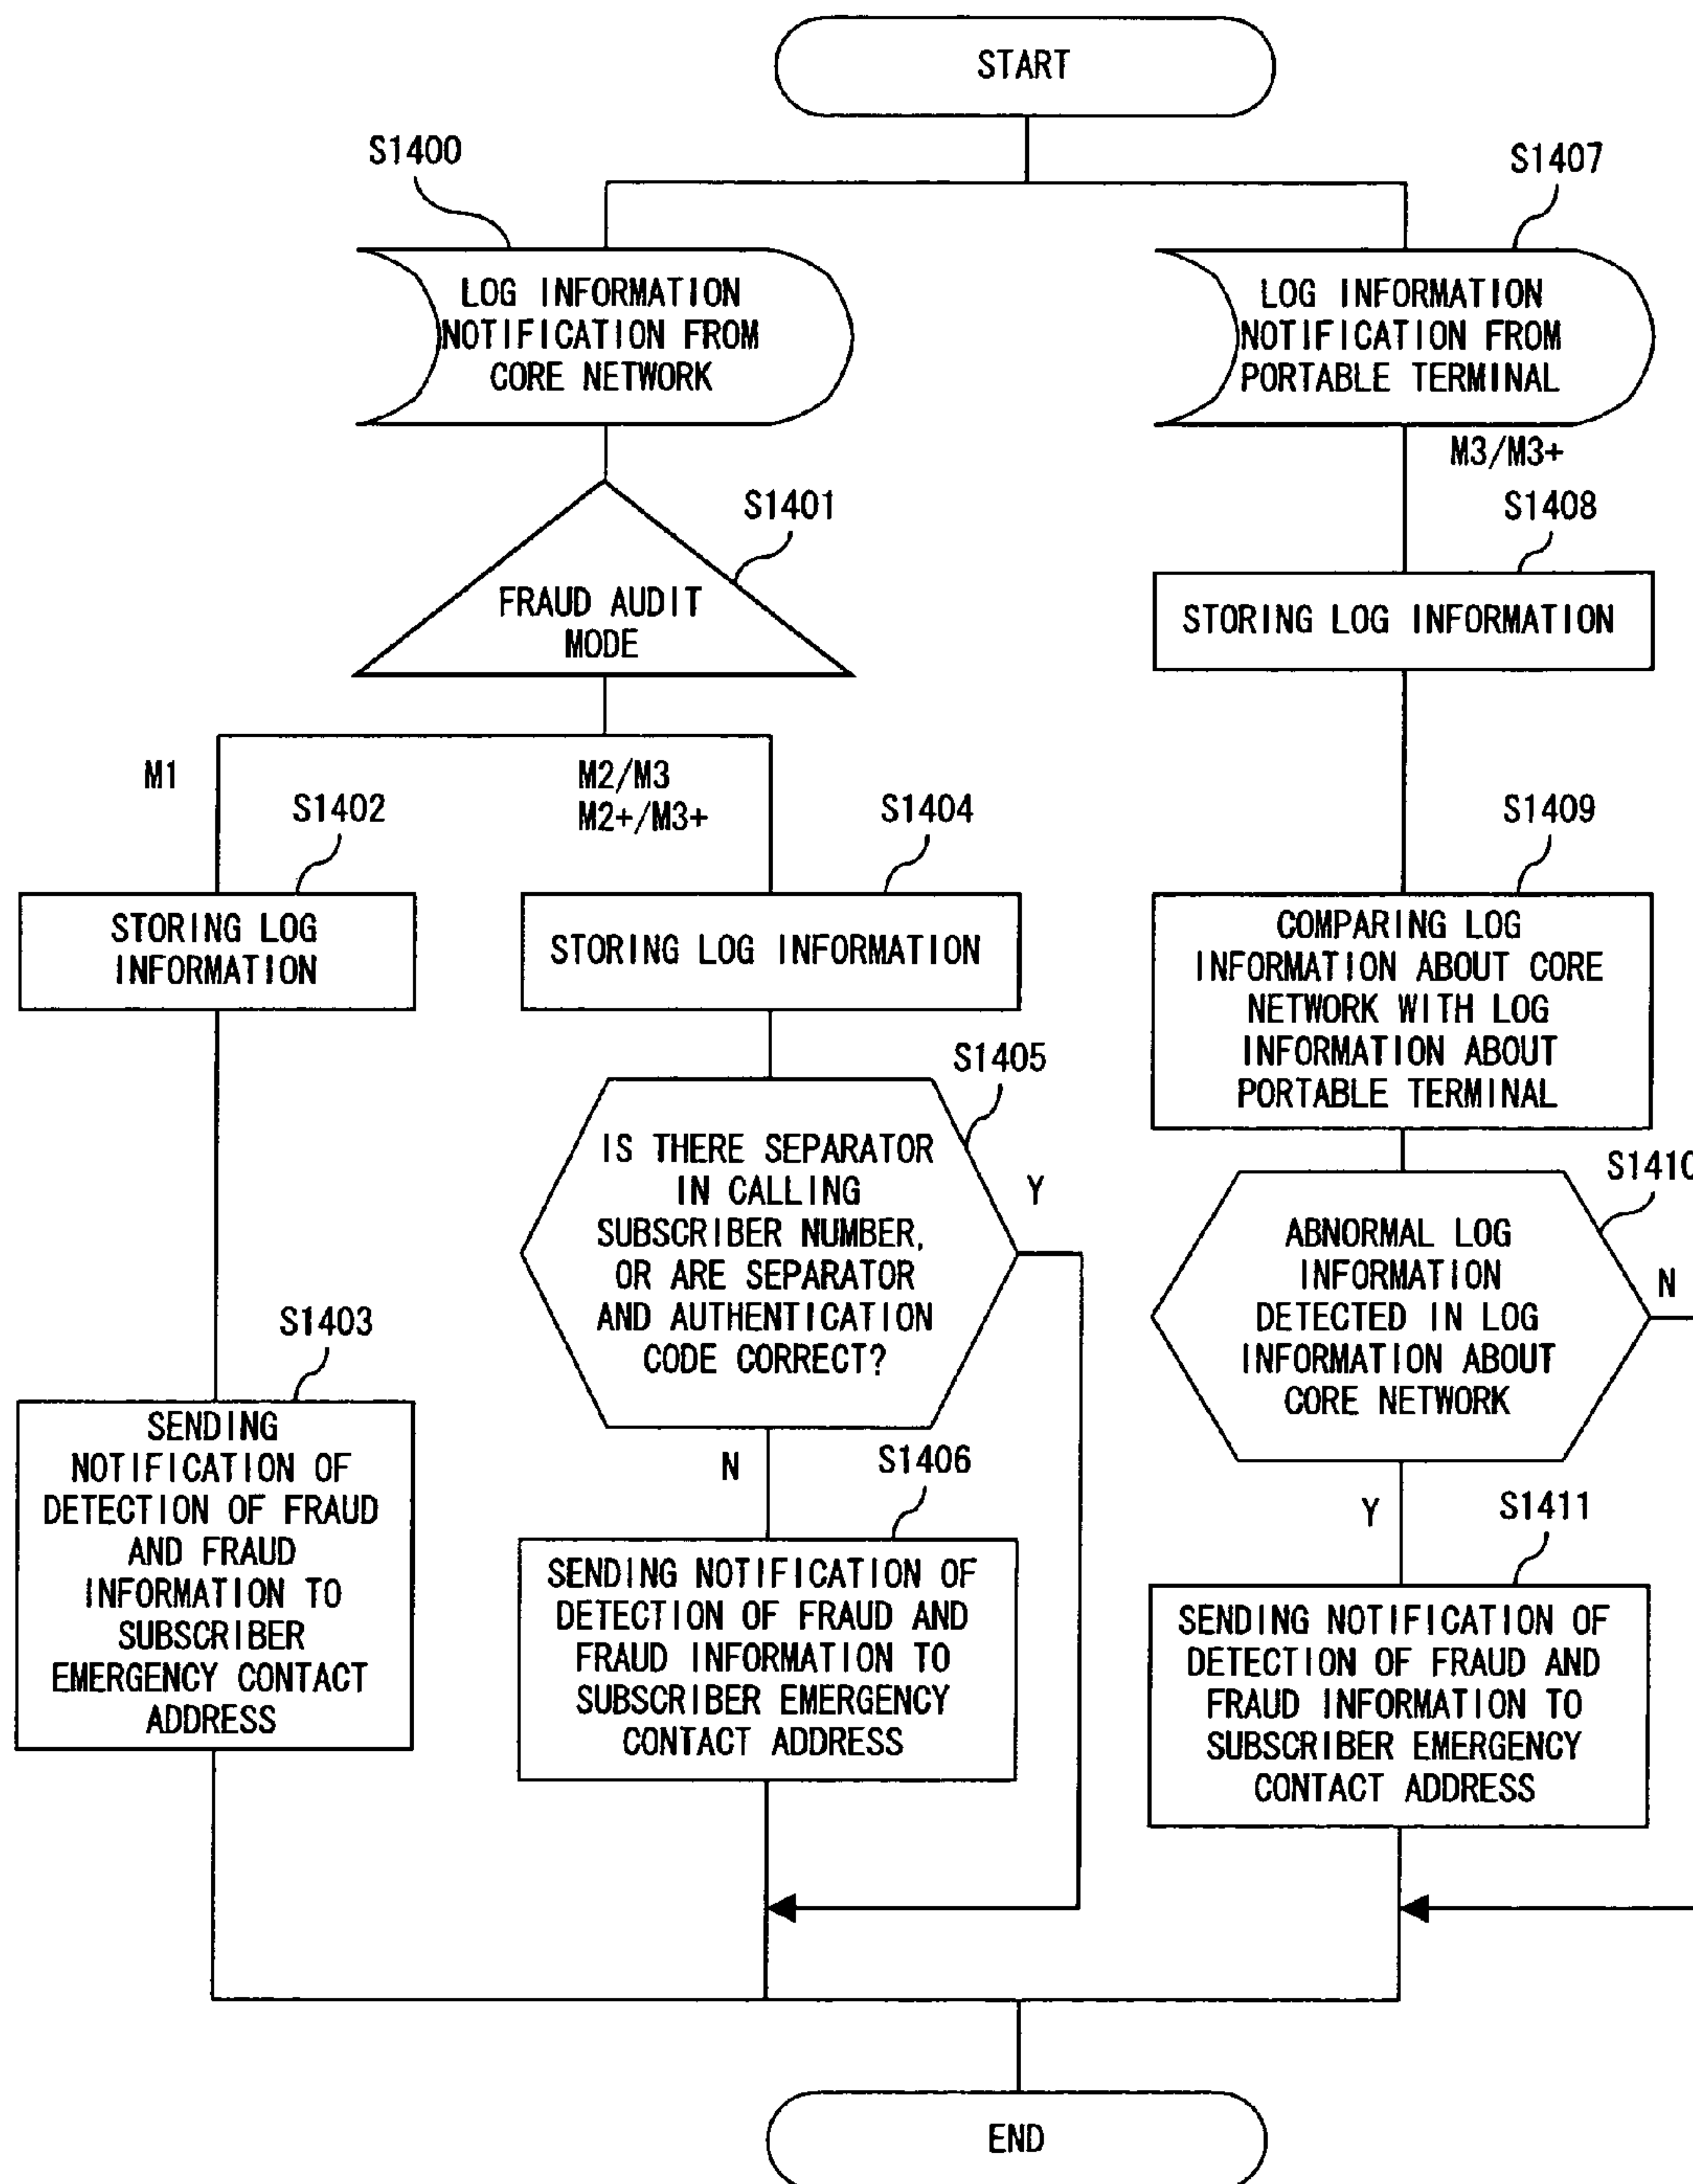 START
S1400
LOG INFORMATION
NOTIFICATION FROM
CORE NETWORK
S1401
FRAUD AUDIT
MODE
M1
S1402
STORING LOG
INFORMATION
S1403
SENDING
NOTIFICATION OF
DETECTION OF FRAUD
AND FRAUD
INFORMATION TO
SUBSCRIBER
EMERGENCY CONTACT
ADDRESS
M2/M3
M2+/M3+
S1404
STORING LOG INFORMATION
S1405
IS THERE SEPARATOR
IN CALLING
SUBSCRIBER NUMBER,
OR ARE SEPARATOR
AND AUTHENTICATION
CODE CORRECT?
Y
N
S1406
SENDING NOTIFICATION OF
DETECTION OF FRAUD AND
FRAUD INFORMATION TO
SUBSCRIBER EMERGENCY
CONTACT ADDRESS
S1407
LOG INFORMATION
NOTIFICATION FROM
PORTABLE TERMINAL
M3/M3+
S1408
STORING LOG INFORMATION
S1409
COMPARING LOG
INFORMATION ABOUT CORE
NETWORK WITH LOG
INFORMATION ABOUT
PORTABLE TERMINAL
S1410
ABNORMAL LOG
INFORMATION
DETECTED IN LOG
INFORMATION ABOUT
CORE NETWORK
N
Y
S1411
SENDING NOTIFICATION OF
DETECTION OF FRAUD AND
FRAUD INFORMATION TO
SUBSCRIBER EMERGENCY
CONTACT ADDRESS
END